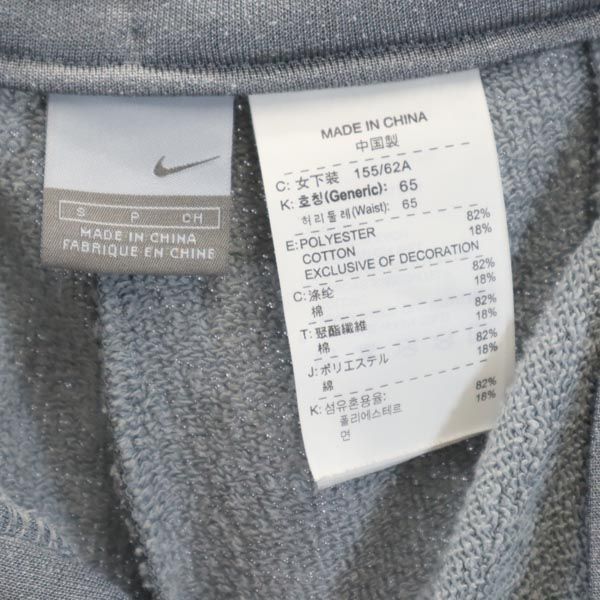 S P CH
MADE IN CHINA
FABRIQUE EN CHINE
MADE IN CHINA
中国製
C: 女下装 155/62A
K: 호칭(Generic): 65
허리둘레(Waist): 65
E: POLYESTER 82%
COTTON 18%
EXCLUSIVE OF DECORATION
C: 涤纶 82%
棉 18%
T: 聚酯纖維 82%
棉 18%
J: ポリエステル 82%
棉 18%
K: 섬유혼용율:
폴리에스테르 82%
면 18%